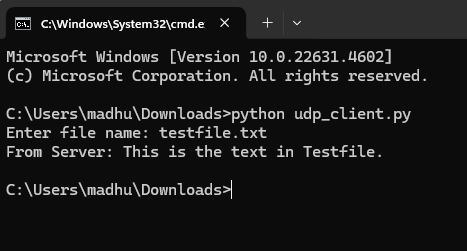 C:\Windows\System32\cmd.e
Microsoft Windows [Version 10.0.22631.4602]
(c) Microsoft Corporation. All rights reserved.
C:\Users\madhu\Downloads>python udp_client.py
Enter file name: testfile.txt
From Server: This is the text in Testfile.
C:\Users\madhu\Downloads>